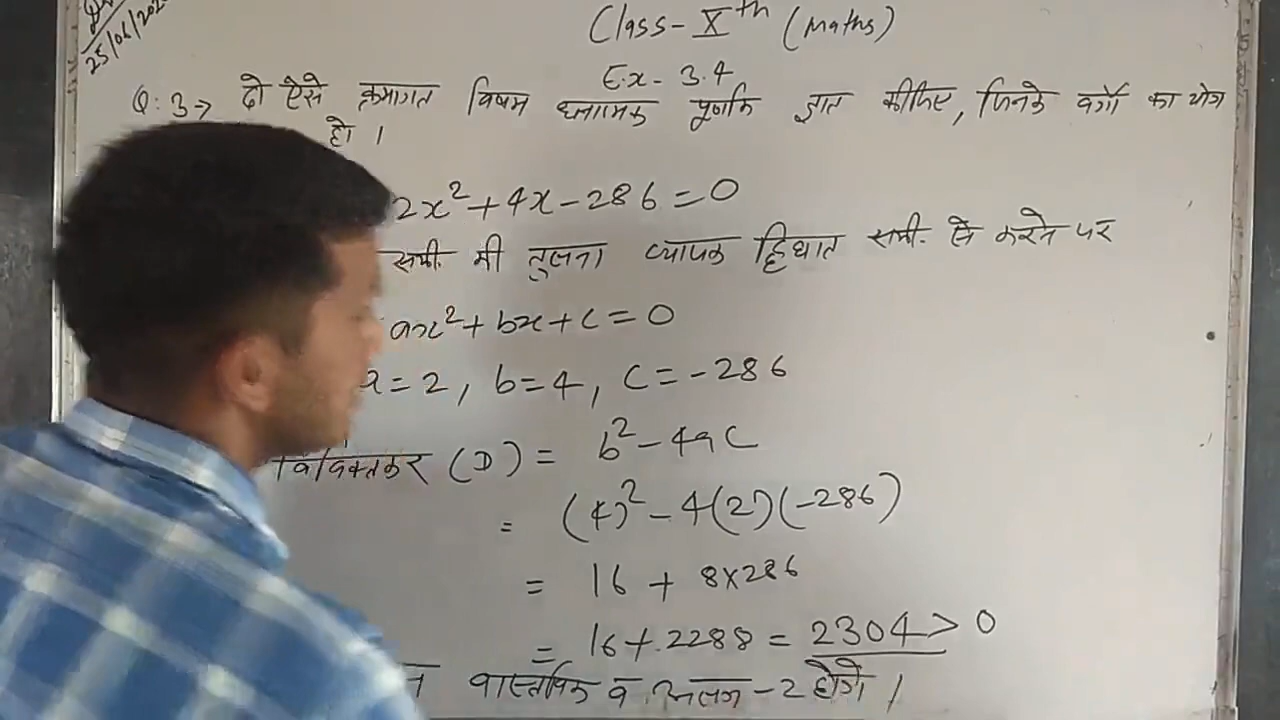 25/06/202
Class-Xth (Maths)
Ex-3.4
Q:3→ दो ऐसे क्रमागत विषम धनात्मक पूर्णांक ज्ञात कीजिए, जिनके वर्गों का योग
हो ।
2x²+4x-286=0
समी. की तुलना व्यापक द्विघात समी. से करने पर
ax²+bx+c=0
a=2, b=4, c=-286
विविक्तकर (D) = b²-4ac
= (4)²-4(2)(-286)
= 16 + 8×286
= 16+2288 = 2304>0
वास्तविक व अलग-2 होंगे ।